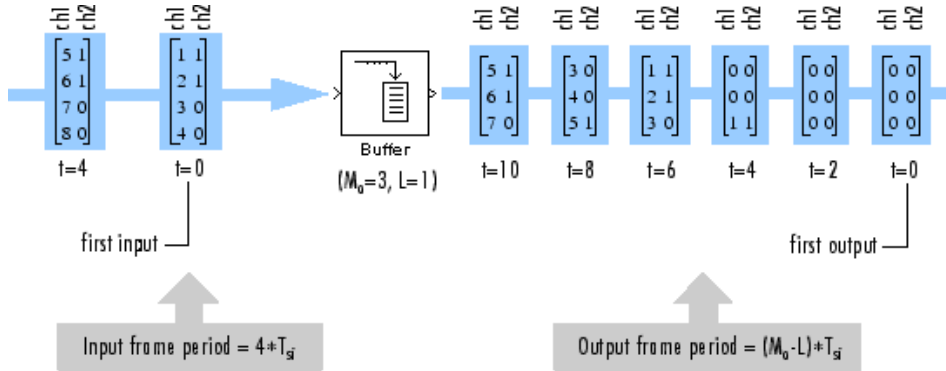 ch1 ch2 ch1 ch2 ch1 ch2 ch1 ch2 ch1 ch2 ch1 ch2 ch1 ch2 ch1 ch2
5 1 1 1 5 1 3 0 1 1 0 0 0 0 0 0
6 1 2 1 6 1 4 0 2 1 0 0 0 0 0 0
7 0 3 0 7 0 5 1 3 0 1 1 0 0 0 0
8 0 4 0
Buffer
t=4 t=0 t=10 t=8 t=6 t=4 t=2 t=0
(Mo=3, L=1)
first input first output
Input frame period = 4*Tsi Output frame period = (Mo-L)*Tsi